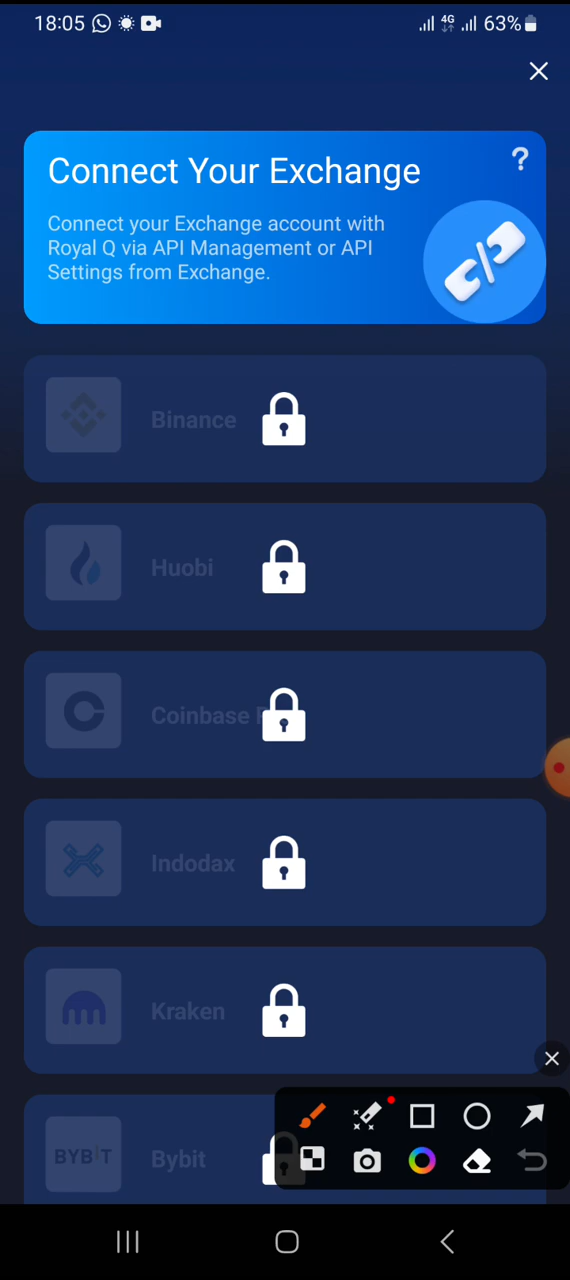 18:05
4G
63%
Connect Your Exchange
?
Connect your Exchange account with
Royal Q via API Management or API
Settings from Exchange.
Binance
Huobi
Coinbase
Indodax
Kraken
BYBIT
Bybit